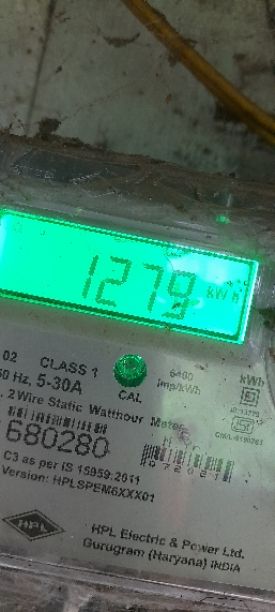 1279 kWh
02 CLASS 1 6400 kWh
50 Hz, 5-30A CAL imp/kWh
2 Wire Static Watthour Meter
680280
C3 as per IS 15959:2011
Version: HPLSPEM6XXX01
HPL
HPL Electric & Power Ltd.
Gurugram (Haryana) INDIA